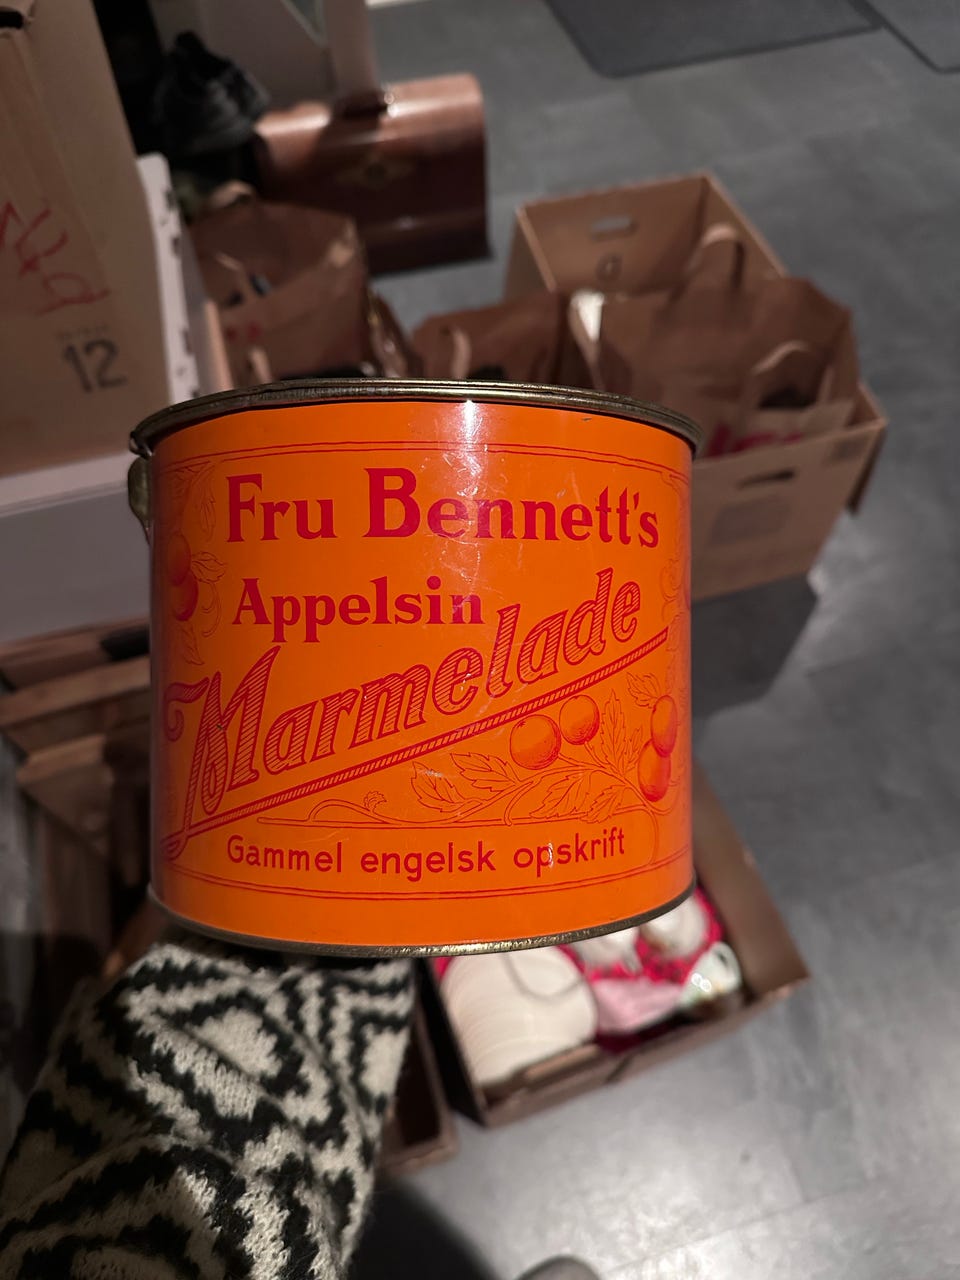 Fru Bennett's
Appelsin
Marmelade
Gammel engelsk opskrift
12